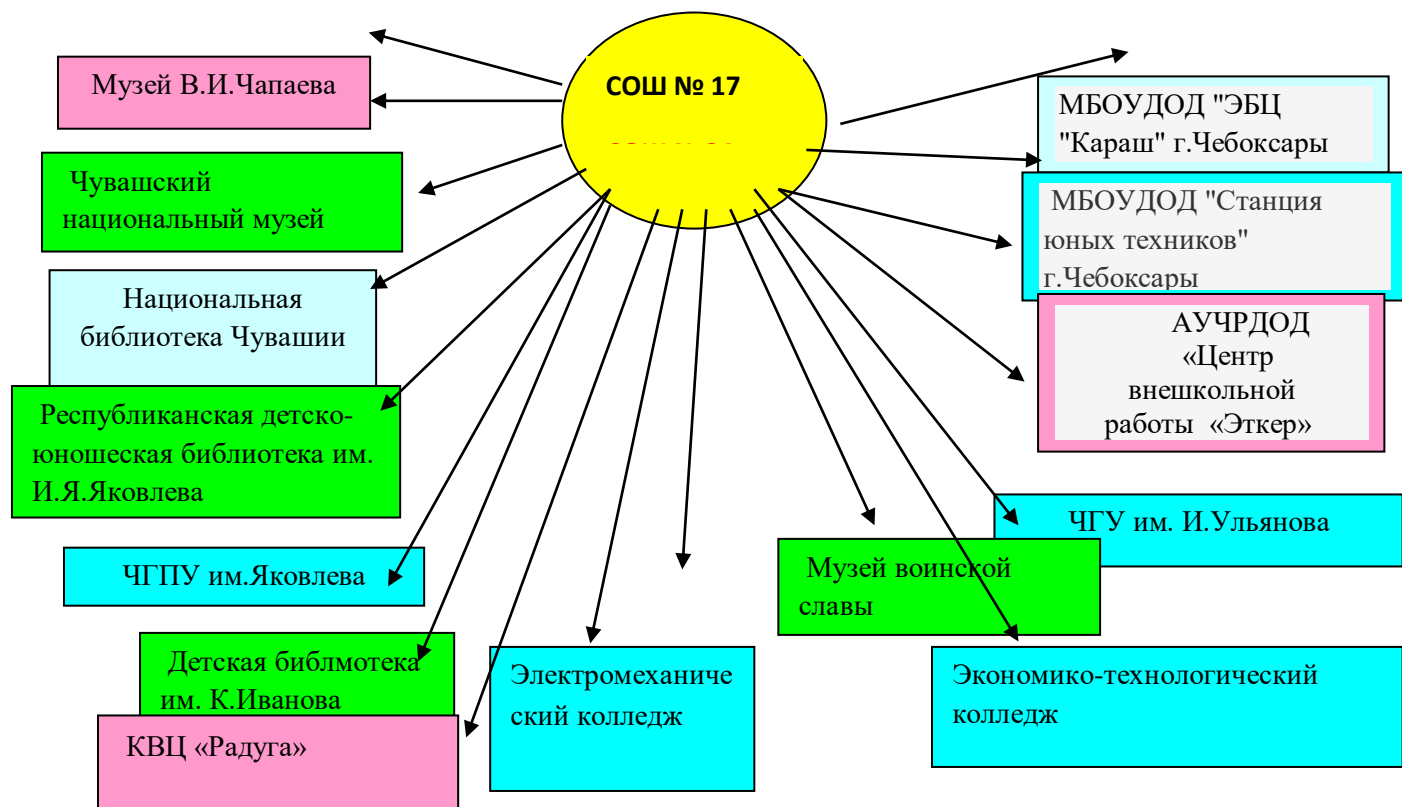 СОШ № 17
Музей В.И.Чапаева
Чувашский
национальный музей
Национальная
библиотека Чувашии
Республиканская детско-
юношеская библиотека им.
И.Я.Яковлева
ЧГПУ им.Яковлева
Детская библмотека
им. К.Иванова
КВЦ «Радуга»
Электромеханиче
ский колледж
МБОУДОД "ЭБЦ
"Караш" г.Чебоксары
МБОУДОД "Станция
юных техников"
г.Чебоксары
АУЧРДОД
«Центр
внешкольной
работы «Эткер»
ЧГУ им. И.Ульянова
Музей воинской
славы
Экономико-технологический
колледж